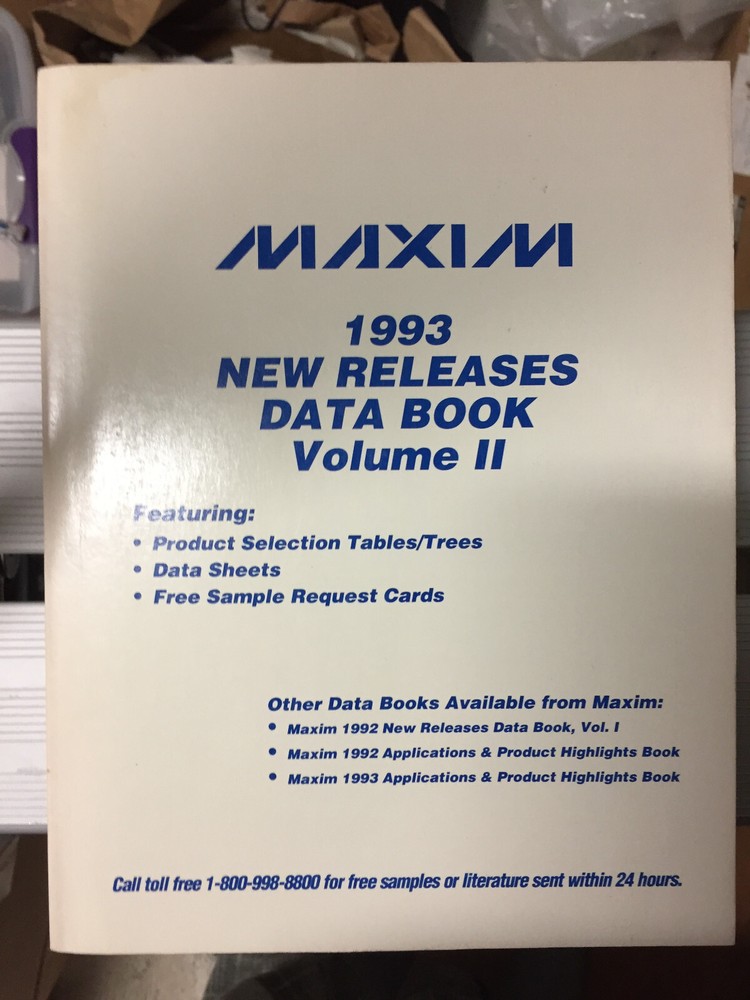 MAXIM
1993
NEW RELEASES
DATA BOOK
Volume II
Featuring:
• Product Selection Tables/Trees
• Data Sheets
• Free Sample Request Cards
Other Data Books Available from Maxim:
• Maxim 1992 New Releases Data Book, Vol. I
• Maxim 1992 Applications & Product Highlights Book
• Maxim 1993 Applications & Product Highlights Book
Call toll free 1-800-998-8800 for free samples or literature sent within 24 hours.